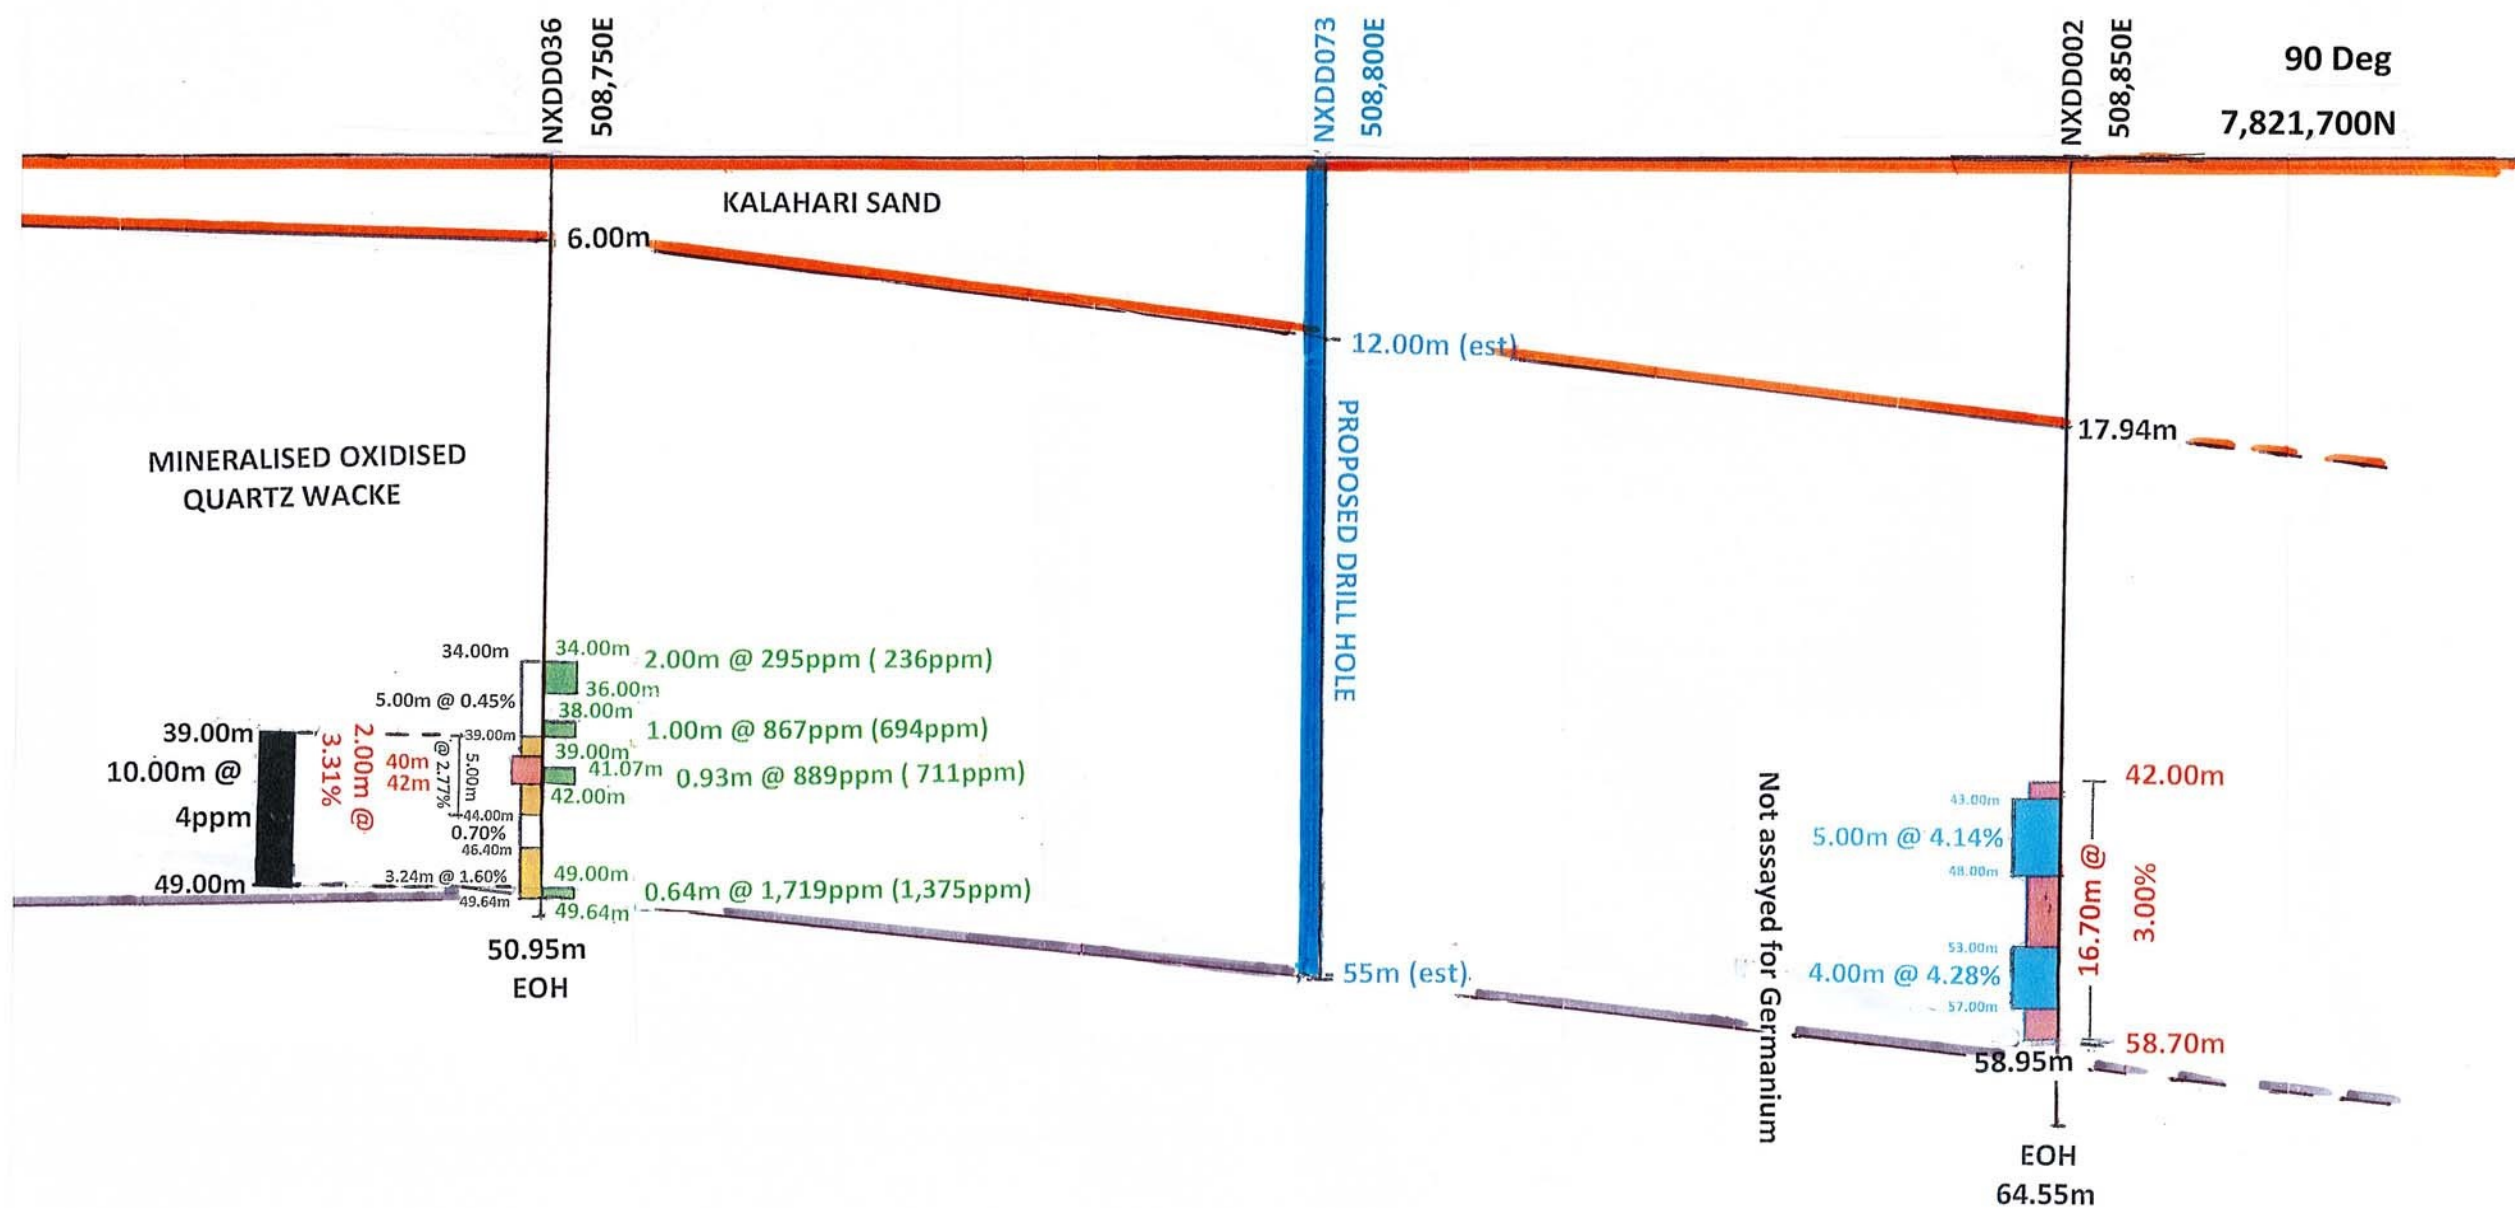 NXDD036
508,750E
NXDD073
508,800E
NXDD002
508,850E
90 Deg
7,821,700N
KALAHARI SAND
6.00m
12.00m (est)
17.94m
MINERALISED OXIDISED
QUARTZ WACKE
PROPOSED DRILL HOLE
34.00m
5.00m @ 0.45%
39.00m
10.00m @
4ppm
49.00m
2.00m @
3.31%
40m
42m
39.00m
5.00m
@ 2.77%
44.00m
0.70%
46.40m
3.24m @ 1.60%
49.64m
34.00m
2.00m @ 295ppm ( 236ppm)
36.00m
38.00m
1.00m @ 867ppm (694ppm)
39.00m
41.07m
0.93m @ 889ppm ( 711ppm)
42.00m
49.00m
0.64m @ 1,719ppm (1,375ppm)
49.64m
50.95m
EOH
55m (est)
Not assayed for Germanium
43.00m
5.00m @ 4.14%
48.00m
53.00m
4.00m @ 4.28%
57.00m
42.00m
16.70m @
3.00%
58.70m
58.95m
EOH
64.55m